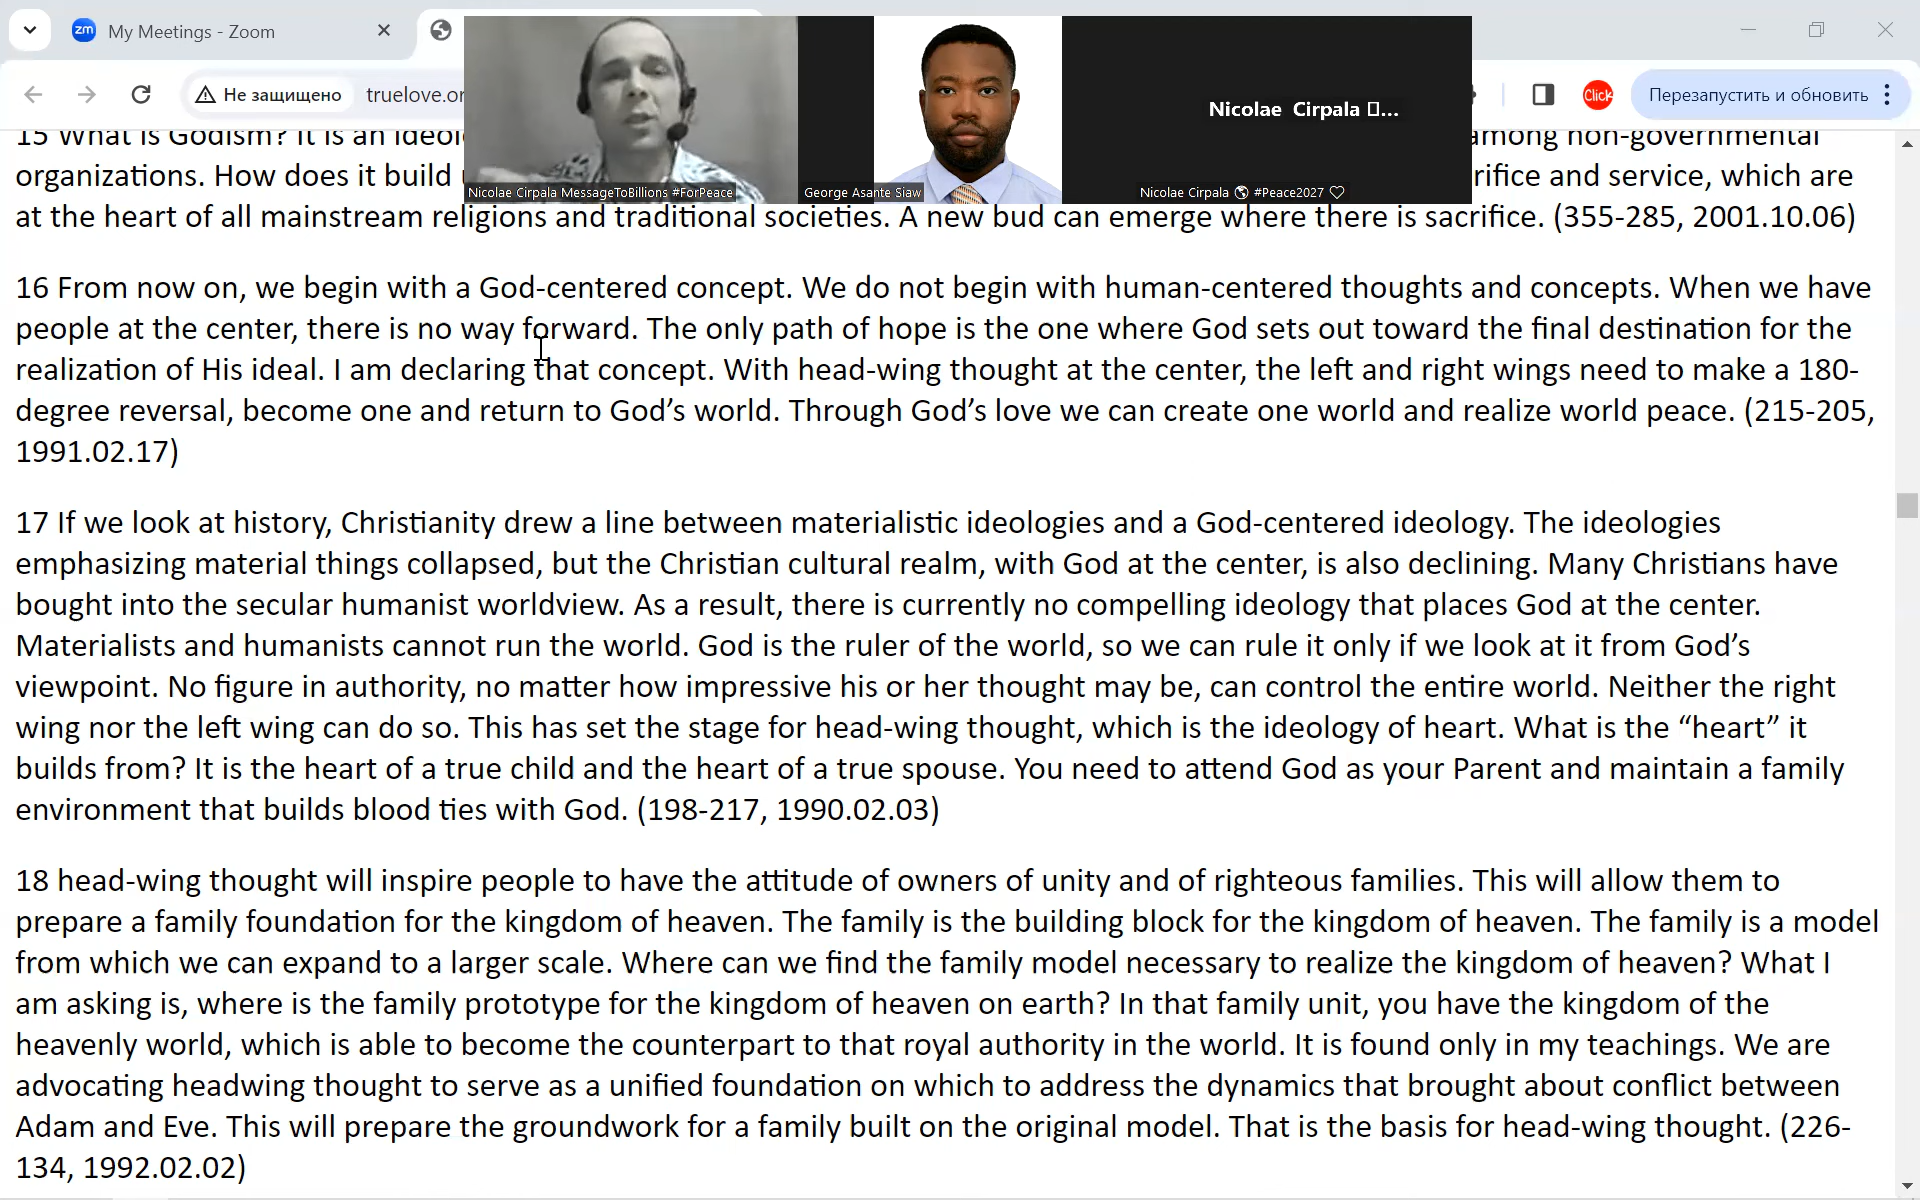 My Meetings - Zoom
Не защищено
truelove.or
Click
Перезапустить и обновить
Nicolae Cirpala MessageToBillions #ForPeace
George Asante Siaw
Nicolae Cirpala ...
Nicolae Cirpala #Peace2027
15 What is Godism? It is an ideol among non-governmental
organizations. How does it build rifice and service, which are
at the heart of all mainstream religions and traditional societies. A new bud can emerge where there is sacrifice. (355-285, 2001.10.06)
16 From now on, we begin with a God-centered concept. We do not begin with human-centered thoughts and concepts. When we have
people at the center, there is no way forward. The only path of hope is the one where God sets out toward the final destination for the
realization of His ideal. I am declaring that concept. With head-wing thought at the center, the left and right wings need to make a 180-
degree reversal, become one and return to God’s world. Through God’s love we can create one world and realize world peace. (215-205,
1991.02.17)
17 If we look at history, Christianity drew a line between materialistic ideologies and a God-centered ideology. The ideologies
emphasizing material things collapsed, but the Christian cultural realm, with God at the center, is also declining. Many Christians have
bought into the secular humanist worldview. As a result, there is currently no compelling ideology that places God at the center.
Materialists and humanists cannot run the world. God is the ruler of the world, so we can rule it only if we look at it from God’s
viewpoint. No figure in authority, no matter how impressive his or her thought may be, can control the entire world. Neither the right
wing nor the left wing can do so. This has set the stage for head-wing thought, which is the ideology of heart. What is the “heart” it
builds from? It is the heart of a true child and the heart of a true spouse. You need to attend God as your Parent and maintain a family
environment that builds blood ties with God. (198-217, 1990.02.03)
18 head-wing thought will inspire people to have the attitude of owners of unity and of righteous families. This will allow them to
prepare a family foundation for the kingdom of heaven. The family is the building block for the kingdom of heaven. The family is a model
from which we can expand to a larger scale. Where can we find the family model necessary to realize the kingdom of heaven? What I
am asking is, where is the family prototype for the kingdom of heaven on earth? In that family unit, you have the kingdom of the
heavenly world, which is able to become the counterpart to that royal authority in the world. It is found only in my teachings. We are
advocating headwing thought to serve as a unified foundation on which to address the dynamics that brought about conflict between
Adam and Eve. This will prepare the groundwork for a family built on the original model. That is the basis for head-wing thought. (226-
134, 1992.02.02)